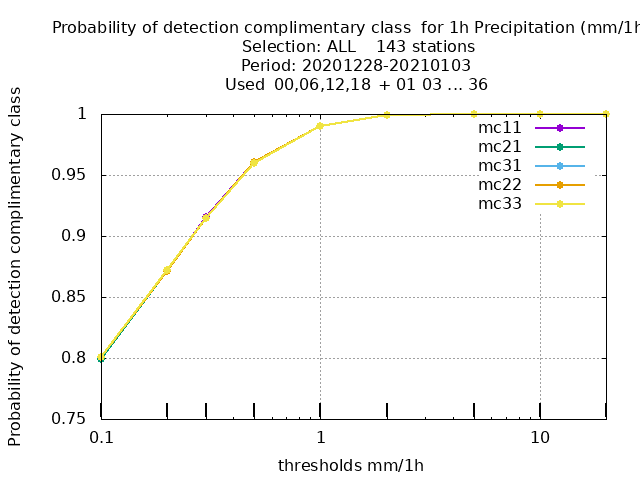 Probability of detection complimentary class  for 1h Precipitation (mm/1h
Selection: ALL    143 stations
Period: 20201228-20210103
Used  00,06,12,18  + 01 03 ... 36
Probability of detection complimentary class
1
0.95
0.9
0.85
0.8
0.75
mc11
mc21
mc31
mc22
mc33
0.1
1
10
thresholds mm/1h